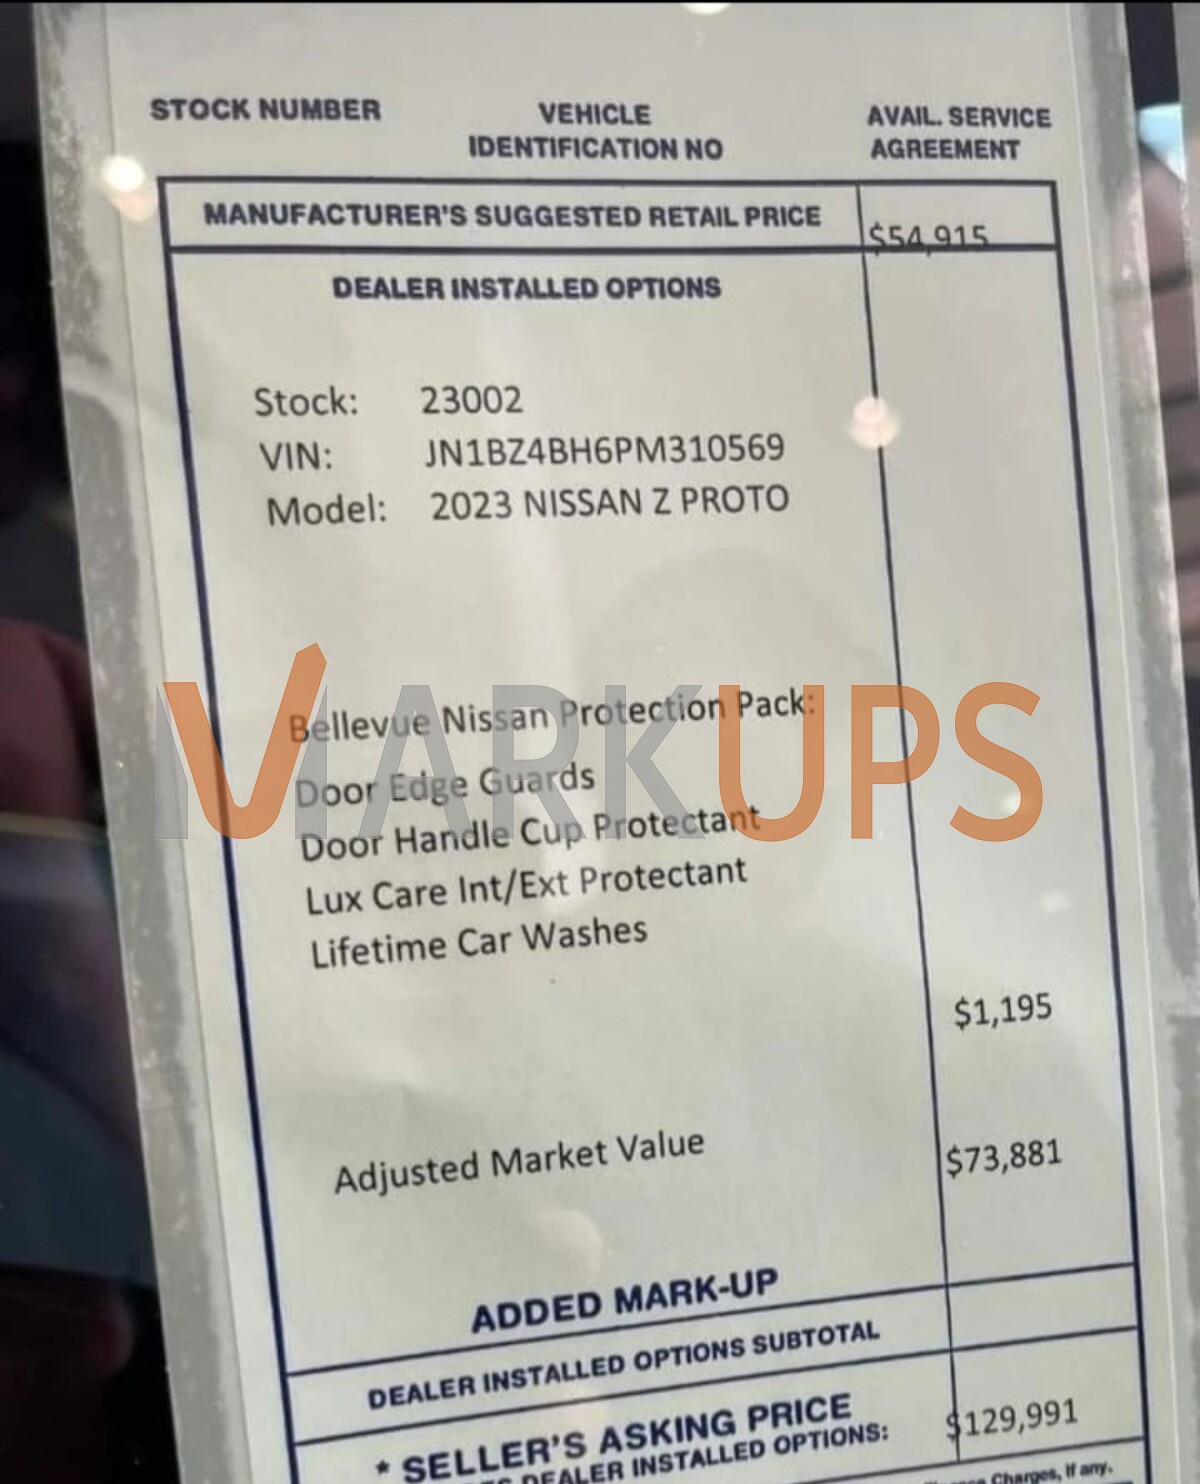 STOCK NUMBER
VEHICLE
IDENTIFICATION NO
AVAIL. SERVICE
AGREEMENT
MANUFACTURER'S SUGGESTED RETAIL PRICE
$54,915
DEALER INSTALLED OPTIONS
Stock: 23002
VIN: JN1BZ4BH6PM310569
Model: 2023 NISSAN Z PROTO
MARKUPS
Bellevue Nissan Protection Pack:
Door Edge Guards
Door Handle Cup Protectant
Lux Care Int/Ext Protectant
Lifetime Car Washes
$1,195
Adjusted Market Value $73,881
ADDED MARK-UP
DEALER INSTALLED OPTIONS SUBTOTAL
* SELLER'S ASKING PRICE $129,991
DEALER INSTALLED OPTIONS:
Charges, if any.